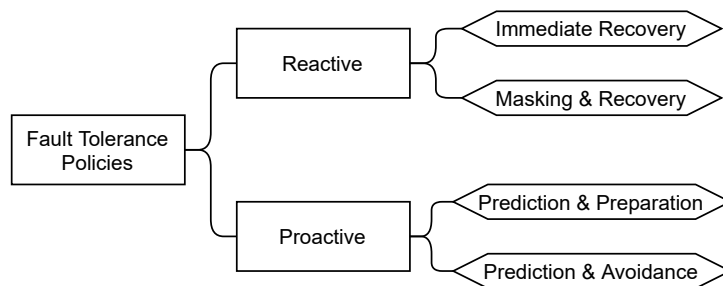 Fault Tolerance
Policies
Reactive
Immediate Recovery
Masking & Recovery
Proactive
Prediction & Preparation
Prediction & Avoidance